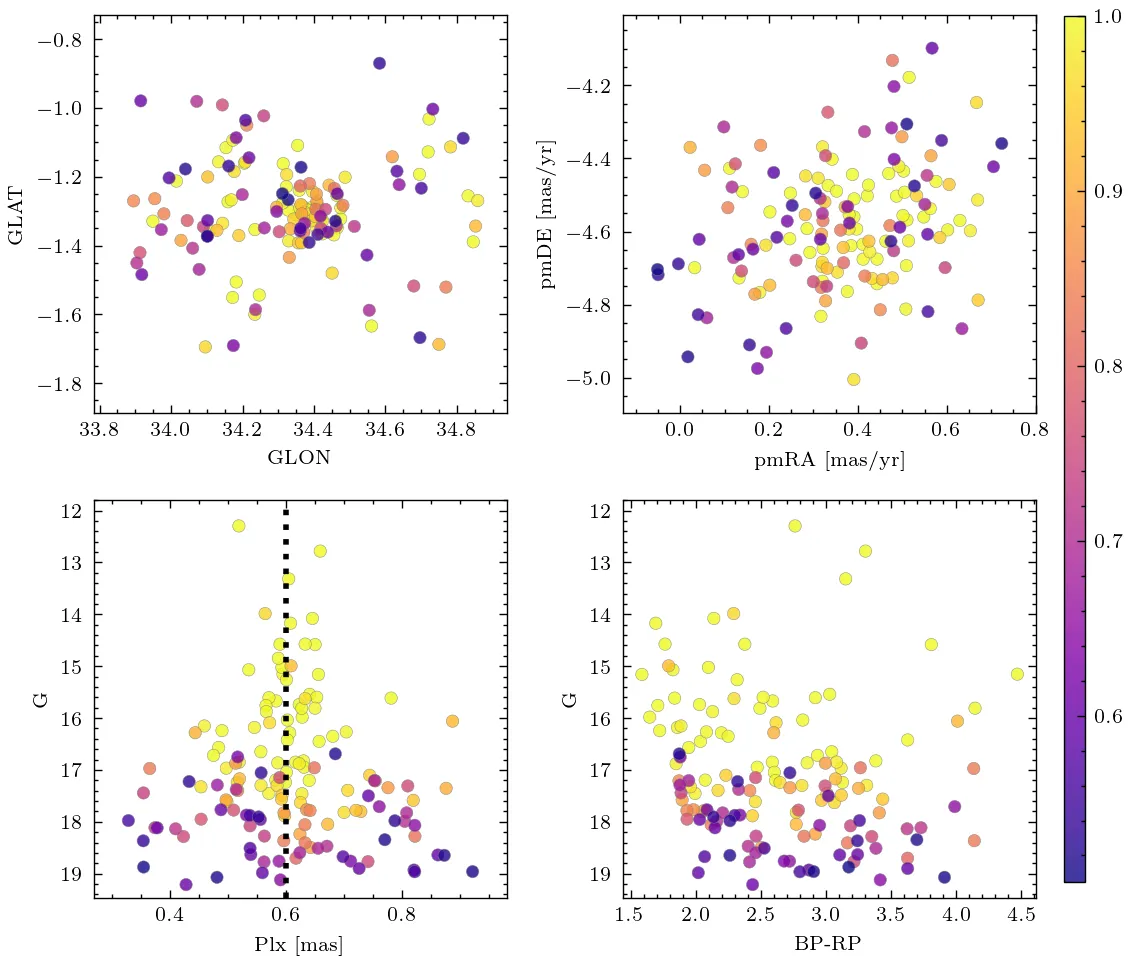 −0.8
−1.0
−1.2
−1.4
−1.6
−1.8
GLAT
33.8 34.0 34.2 34.4 34.6 34.8
GLON
−4.2
−4.4
−4.6
−4.8
−5.0
pmDE [mas/yr]
0.0 0.2 0.4 0.6 0.8
pmRA [mas/yr]
12
13
14
15
16
17
18
19
G
0.4 0.6 0.8
Plx [mas]
12
13
14
15
16
17
18
19
G
1.5 2.0 2.5 3.0 3.5 4.0 4.5
BP-RP
1.0
0.9
0.8
0.7
0.6